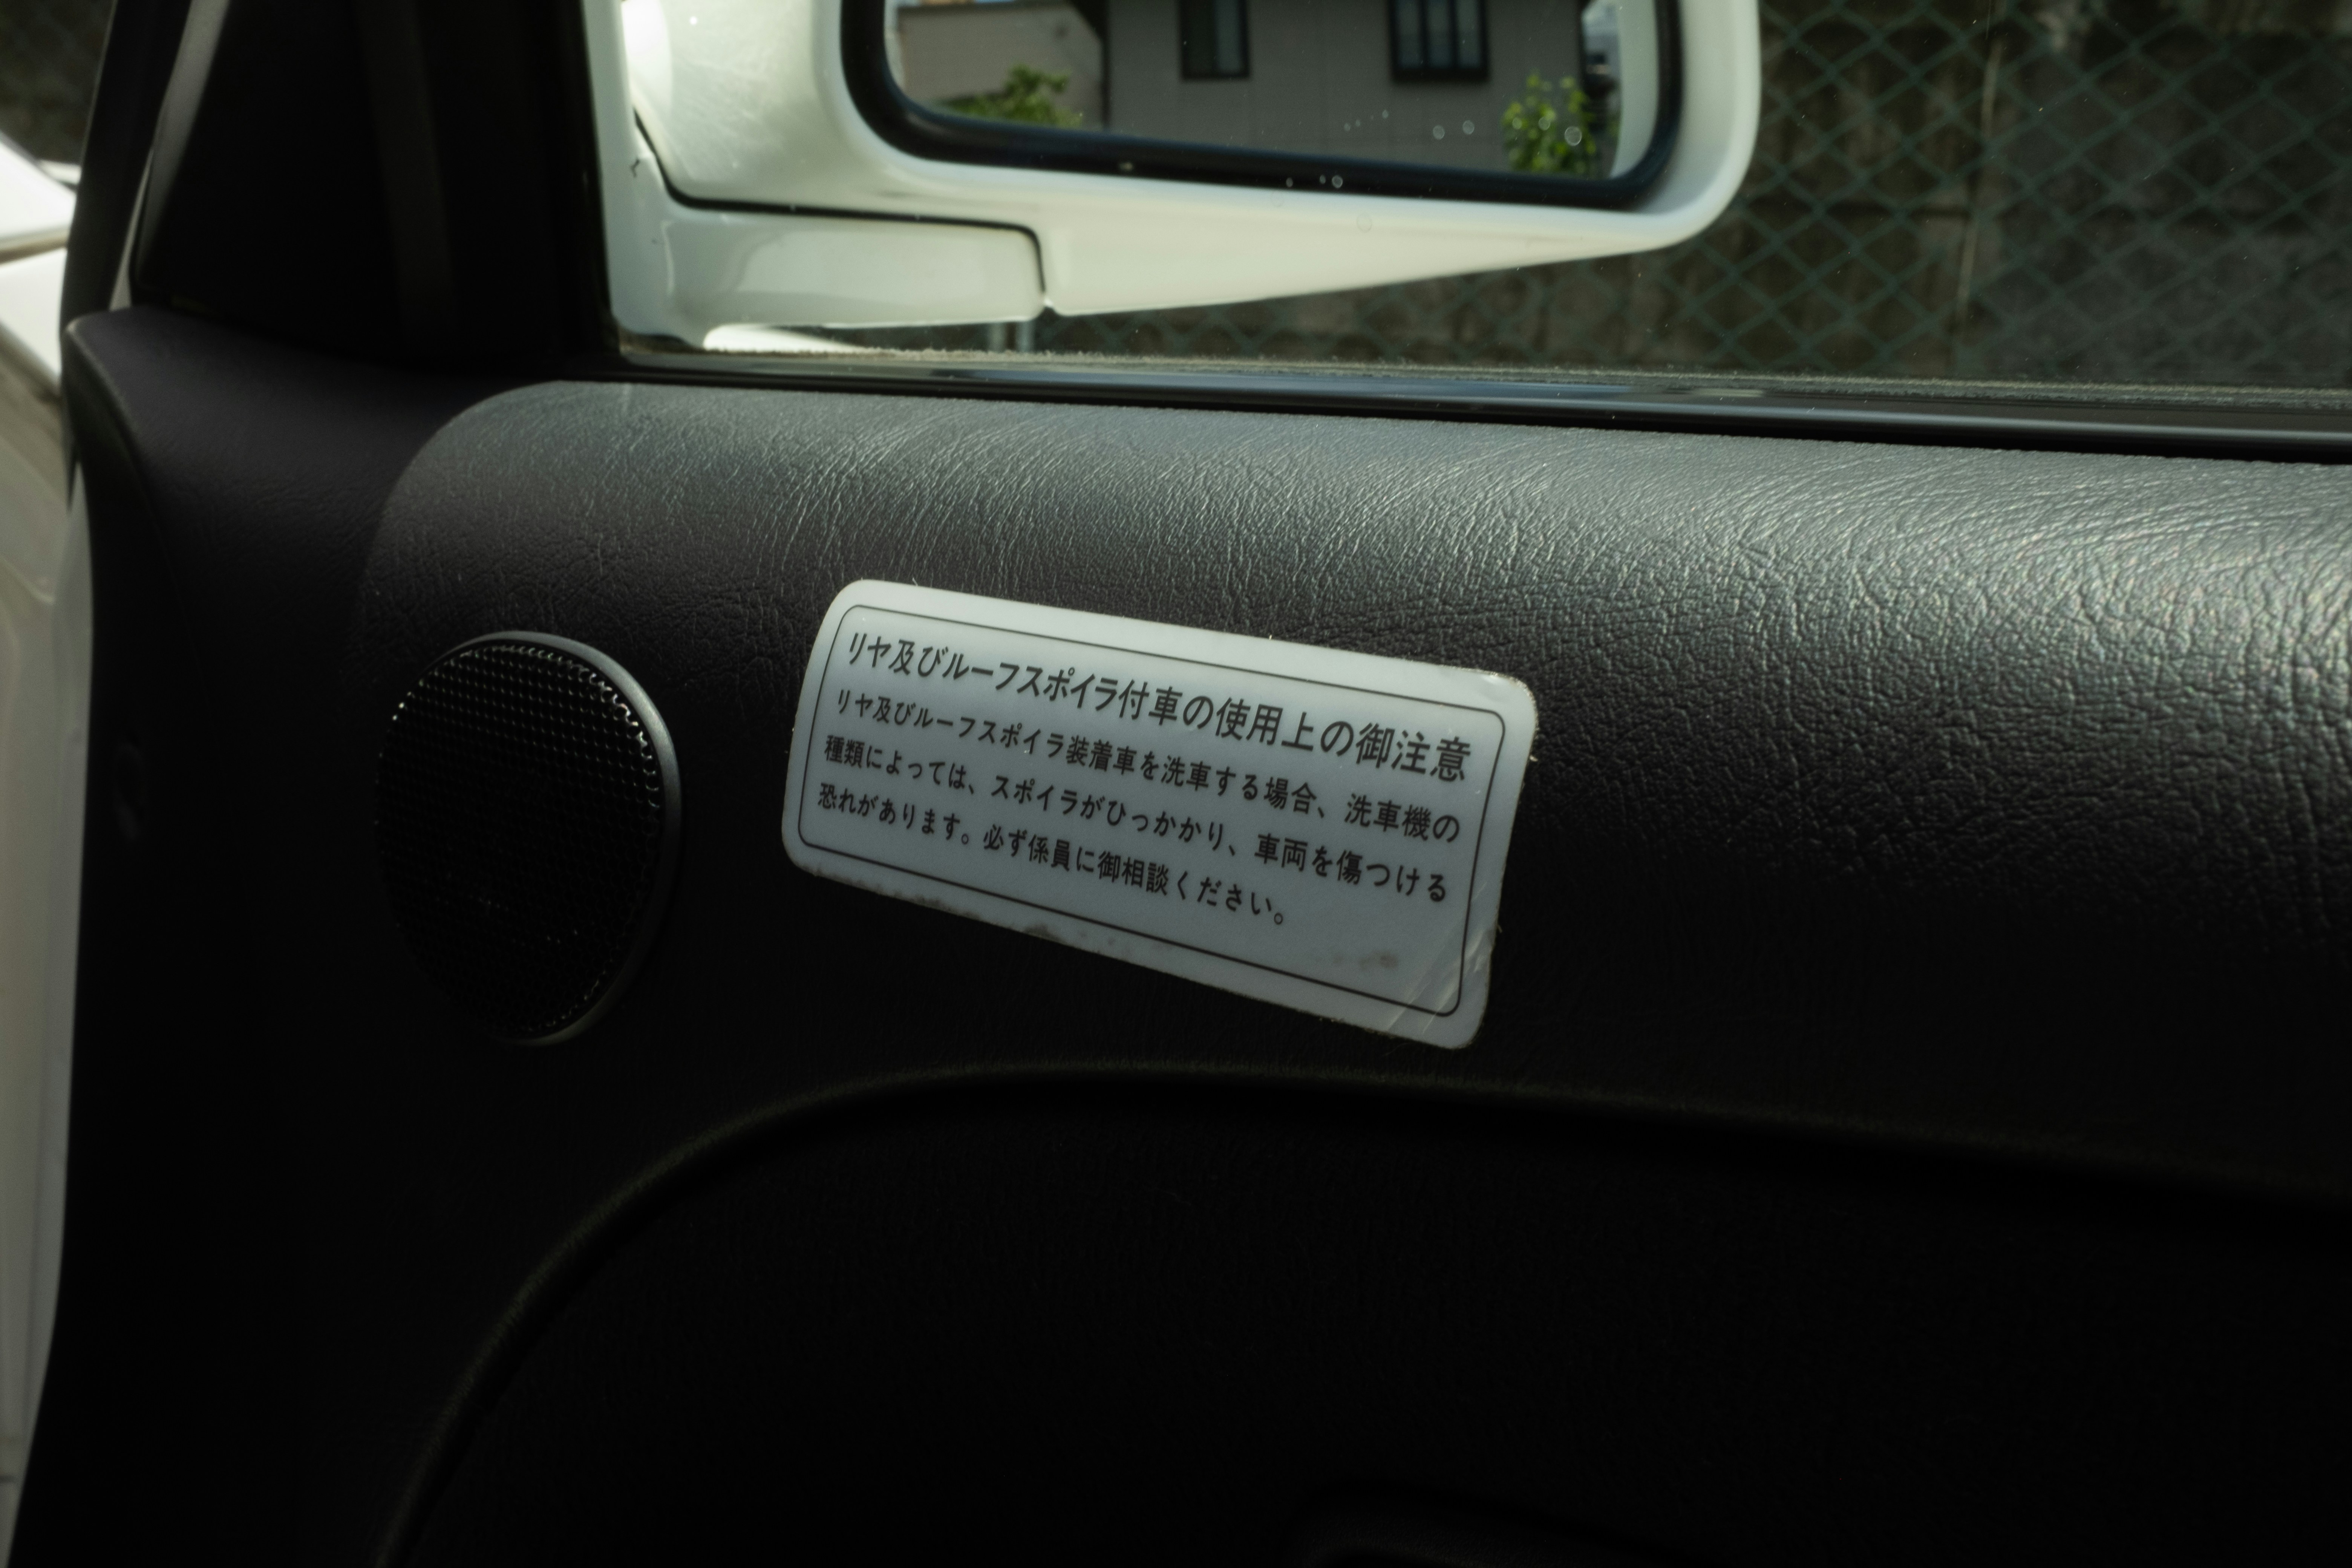 リヤ及びルーフスポイラ付車の使用上の御注意
リヤ及びルーフスポイラ装着車を洗車する場合、洗車機の
種類によっては、スポイラがひっかかり、車両を傷つける
恐れがあります。必ず係員に御相談ください。